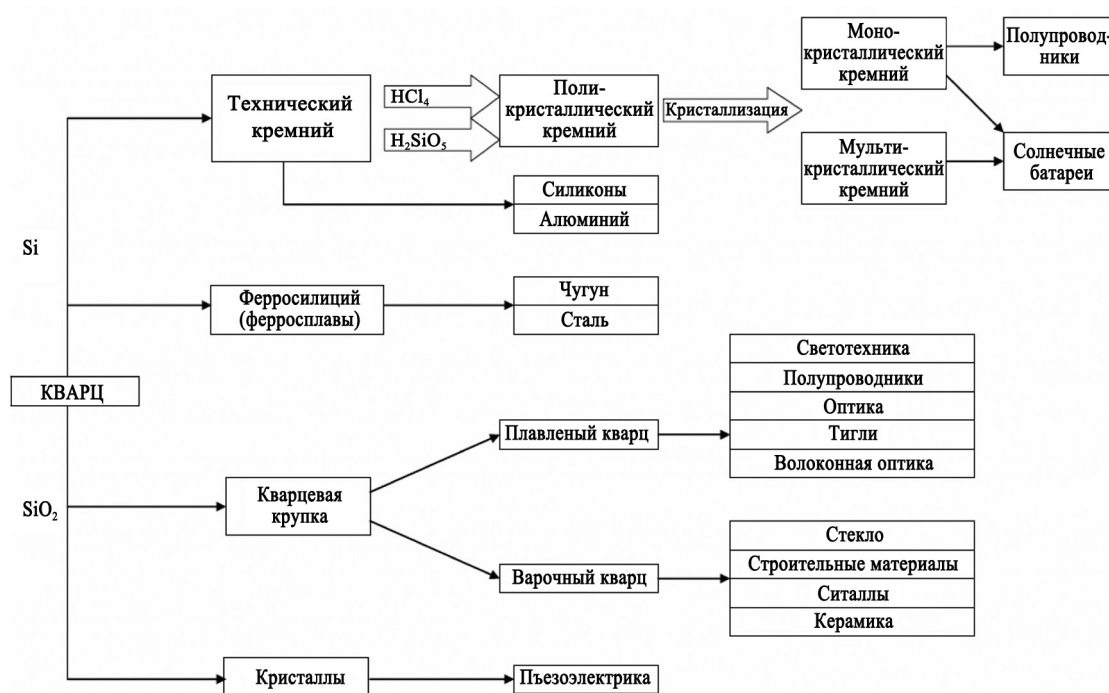 Технический
кремний
HCl₄
H₂SiO₅
Поли-
кристаллический
кремний
Кристаллизация
Моно-
кристаллический
кремний
Полупровод-
ники
Мульти-
кристаллический
кремний
Солнечные
батареи
Силиконы
Алюминий
Si
Ферросилиций
(ферросплавы)
Чугун
Сталь
КВАРЦ
SiO₂
Кварцевая
крупка
Плавленый кварц
Светотехника
Полупроводники
Оптика
Тигли
Волоконная оптика
Варочный кварц
Стекло
Строительные материалы
Ситаллы
Керамика
Кристаллы
Пъезоэлектрика